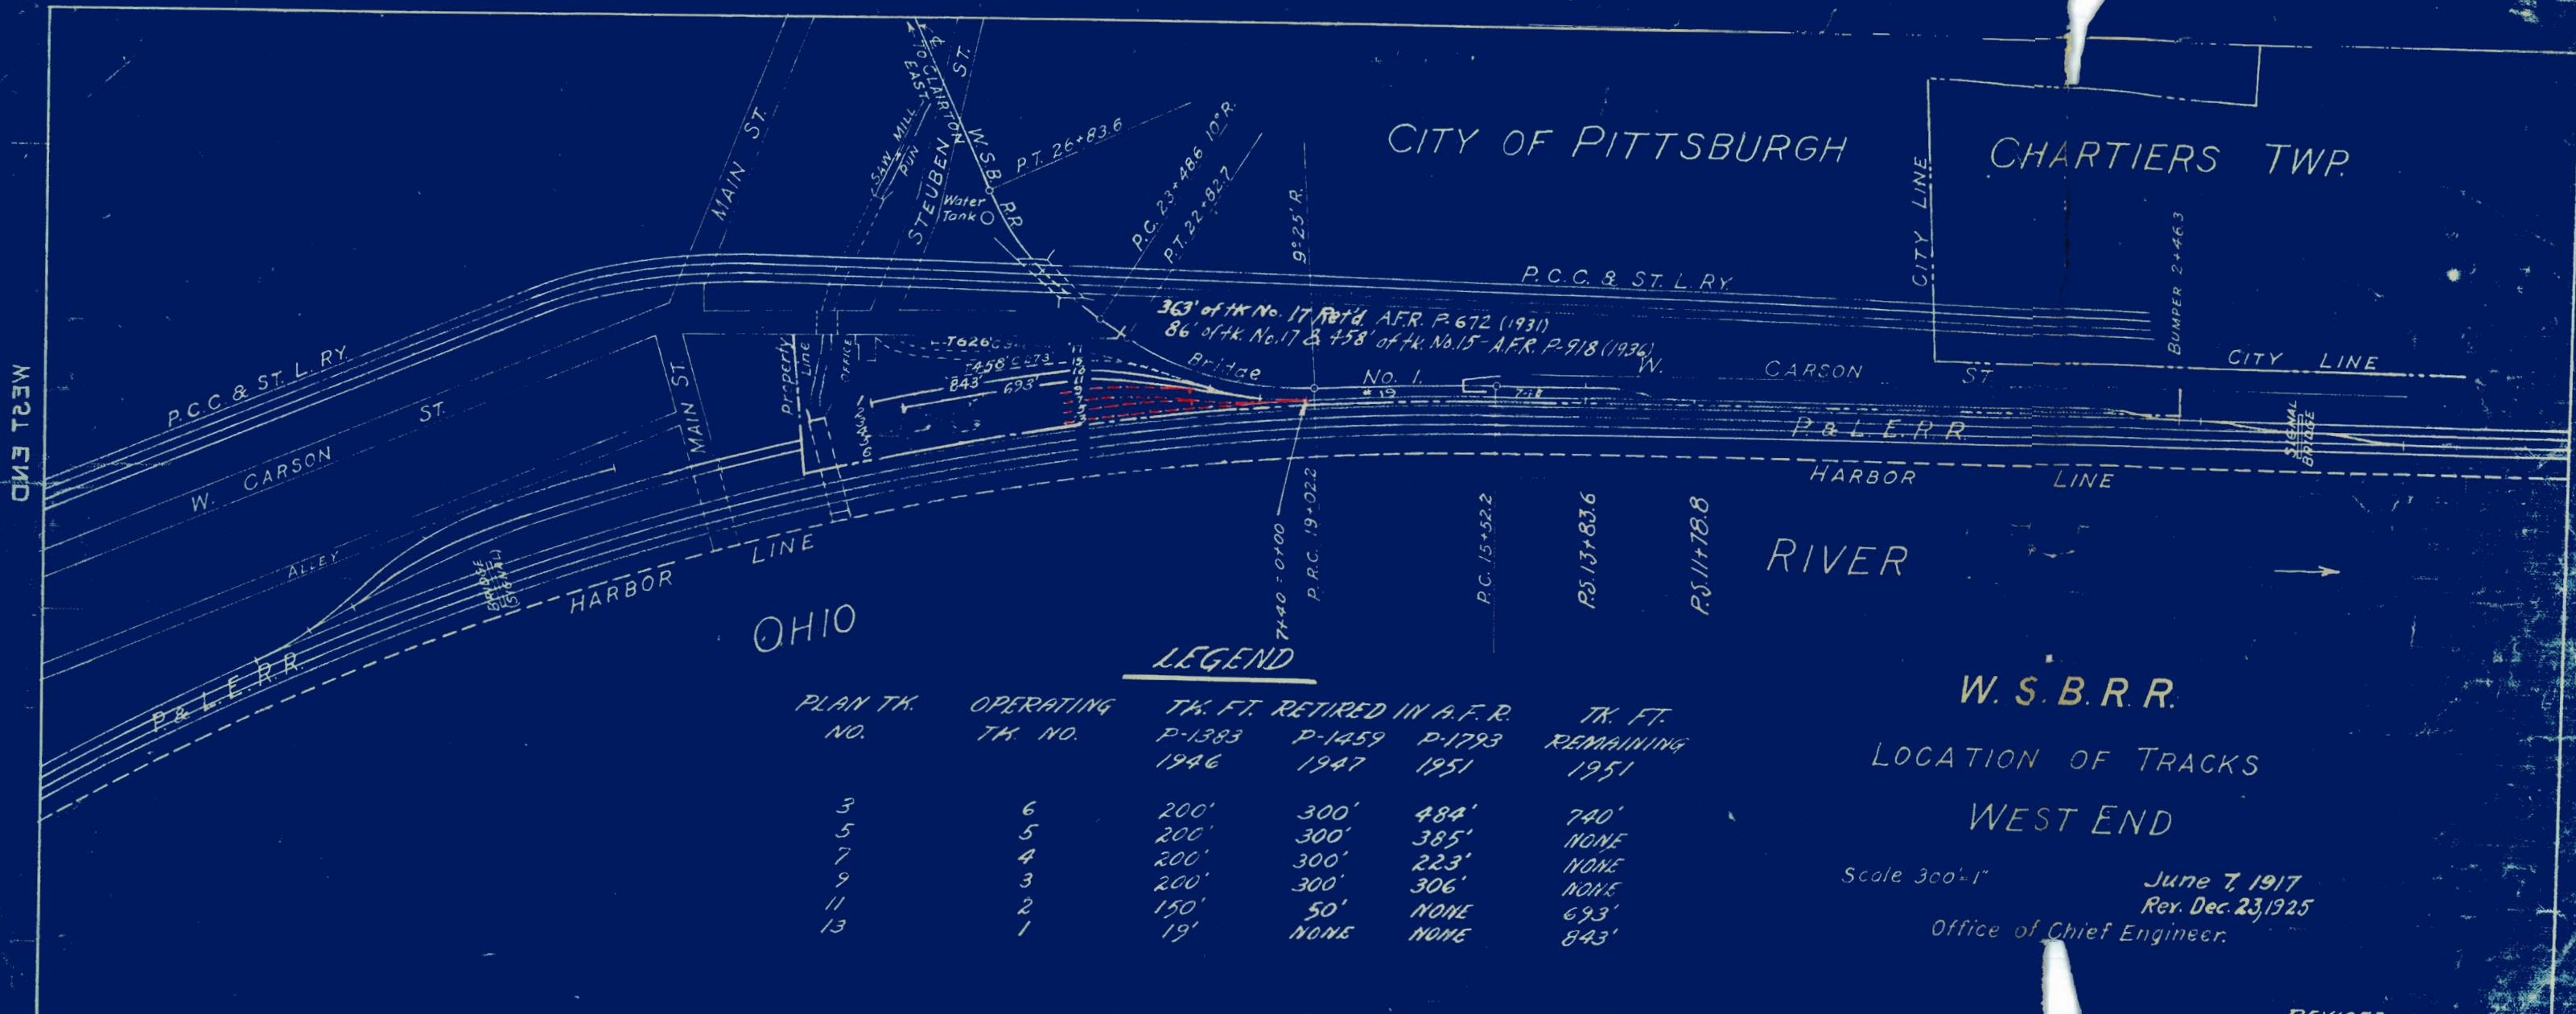 WEST END
MAIN ST.
SAW MILL RUN
STEUBEN ST.
TO CLAIRTON
EAST
W.S.B. RR
Water Tank
P.T. 26+83.6
P.C. 23+48.6 10° R.
P.T. 22+82.7
9°25' R.
CITY OF PITTSBURGH
CHARTIERS TWP.
CITY LINE
BUMPER 2+46.3
P.C.C. & ST. L. RY.
363' of tk No. 17 Ret'd A.F.R. P-672 (1931)
86' of tk. No. 17 & 458' of tk. No. 15 - A.F.R. P-918 (1936)
P.C.C. & ST. L. RY.
W. CARSON ST.
MAIN ST.
Property Line
OFFICE
T626'
843'
693'
Bridge
NO. 1.
#19
W. CARSON ST.
CITY LINE
P. & L. E. R. R.
SIGNAL BRIDGE
HARBOR LINE
ALLEY
BRIDGE (SIGNAL)
HARBOR LINE
P. & L. E. R. R.
OHIO RIVER
7+40 = 0+00
P.R.C. 19+02.2
P.C. 15+52.2
P.S. 13+83.6
P.S. 11+78.8
LEGEND
PLAN TK. OPERATING TK. FT. RETIRED IN A.F.R. TK. FT.
NO. TK. NO. P-1383 P-1459 P-1793 REMAINING
1946 1947 1951 1951
3 6 200' 300' 484' 740'
5 5 200' 300' 385' NONE
7 4 200' 300' 223' NONE
9 3 200' 300' 306' NONE
11 2 150' 50' NONE 693'
13 1 19' NONE NONE 843'
W. S. B. R. R.
LOCATION OF TRACKS
WEST END
Scale 300'=1"
June 7, 1917
Rev. Dec. 23, 1925
Office of Chief Engineer.
REVISED